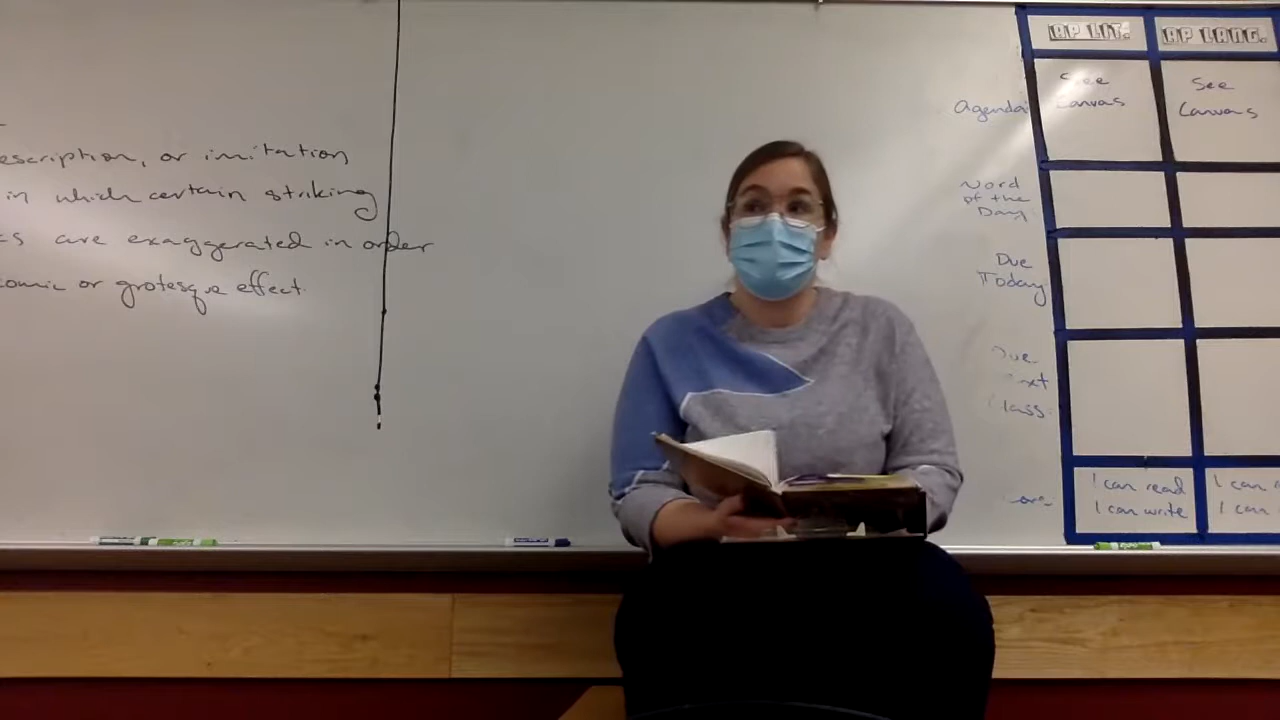 escription, or imitation
in which certain striking
cs are exaggerated in order
comic or grotesque effect.
AP LIT. AP LANG.
Agenda: See Canvas See Canvas
Word
of the
Day
Due
Today
Due
Class
I can read I can
I can write I can